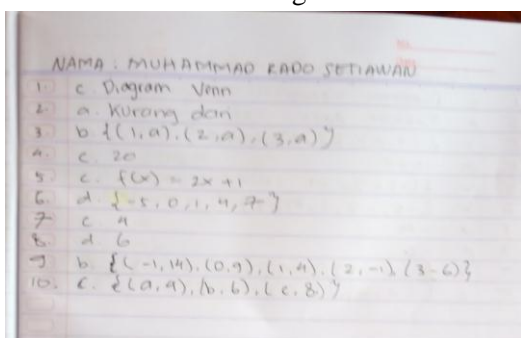 NAMA : MUHAMMAD RADO SETIAWAN
1. c. Diagram Venn
2. a. Kurang dari
3. b. {(1,a),(2,a),(3,a)}
4. c. 20
5. c. f(x) = 2x + 1
6. d. {-5, 0, 1, 4, 7}
7. c. 4
8. d. 6
9. b. {(-1,14),(0,9),(1,4),(2,-1),(3-6)}
10. c. {(a,4),(b,6),(c,8)}